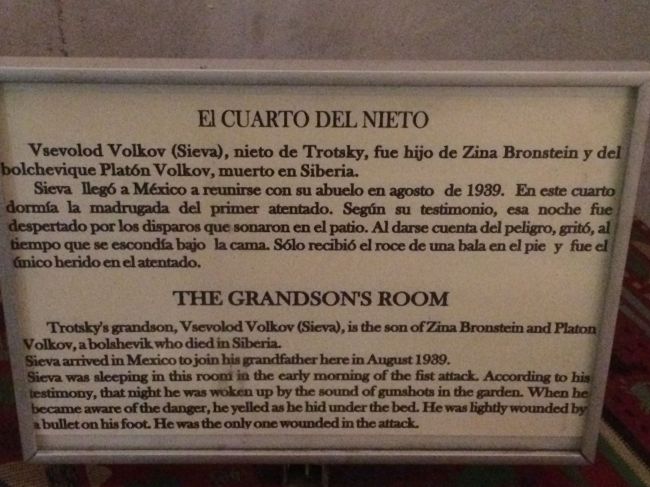 El CUARTO DEL NIETO
Vsevolod Volkov (Sieva), nieto de Trotsky, fue hijo de Zina Bronstein y del
bolchevique Platón Volkov, muerto en Siberia.
Sieva llegó a México a reunirse con su abuelo en agosto de 1939. En este cuarto
dormía la madrugada del primer atentado. Según su testimonio, esa noche fue
despertado por los disparos que sonaron en el patio. Al darse cuenta del peligro, gritó, al
tiempo que se escondía bajo la cama. Sólo recibió el roce de una bala en el pie y fue el
único herido en el atentado.
THE GRANDSON'S ROOM
Trotsky's grandson, Vsevolod Volkov (Sieva), is the son of Zina Bronstein and Platon
Volkov, a bolshevik who died in Siberia.
Sieva arrived in Mexico to join his grandfather here in August 1939.
Sieva was sleeping in this room in the early morning of the fist attack. According to his
testimony, that night he was woken up by the sound of gunshots in the garden. When he
became aware of the danger, he yelled as he hid under the bed. He was lightly wounded by
a bullet on his foot. He was the only one wounded in the attack.